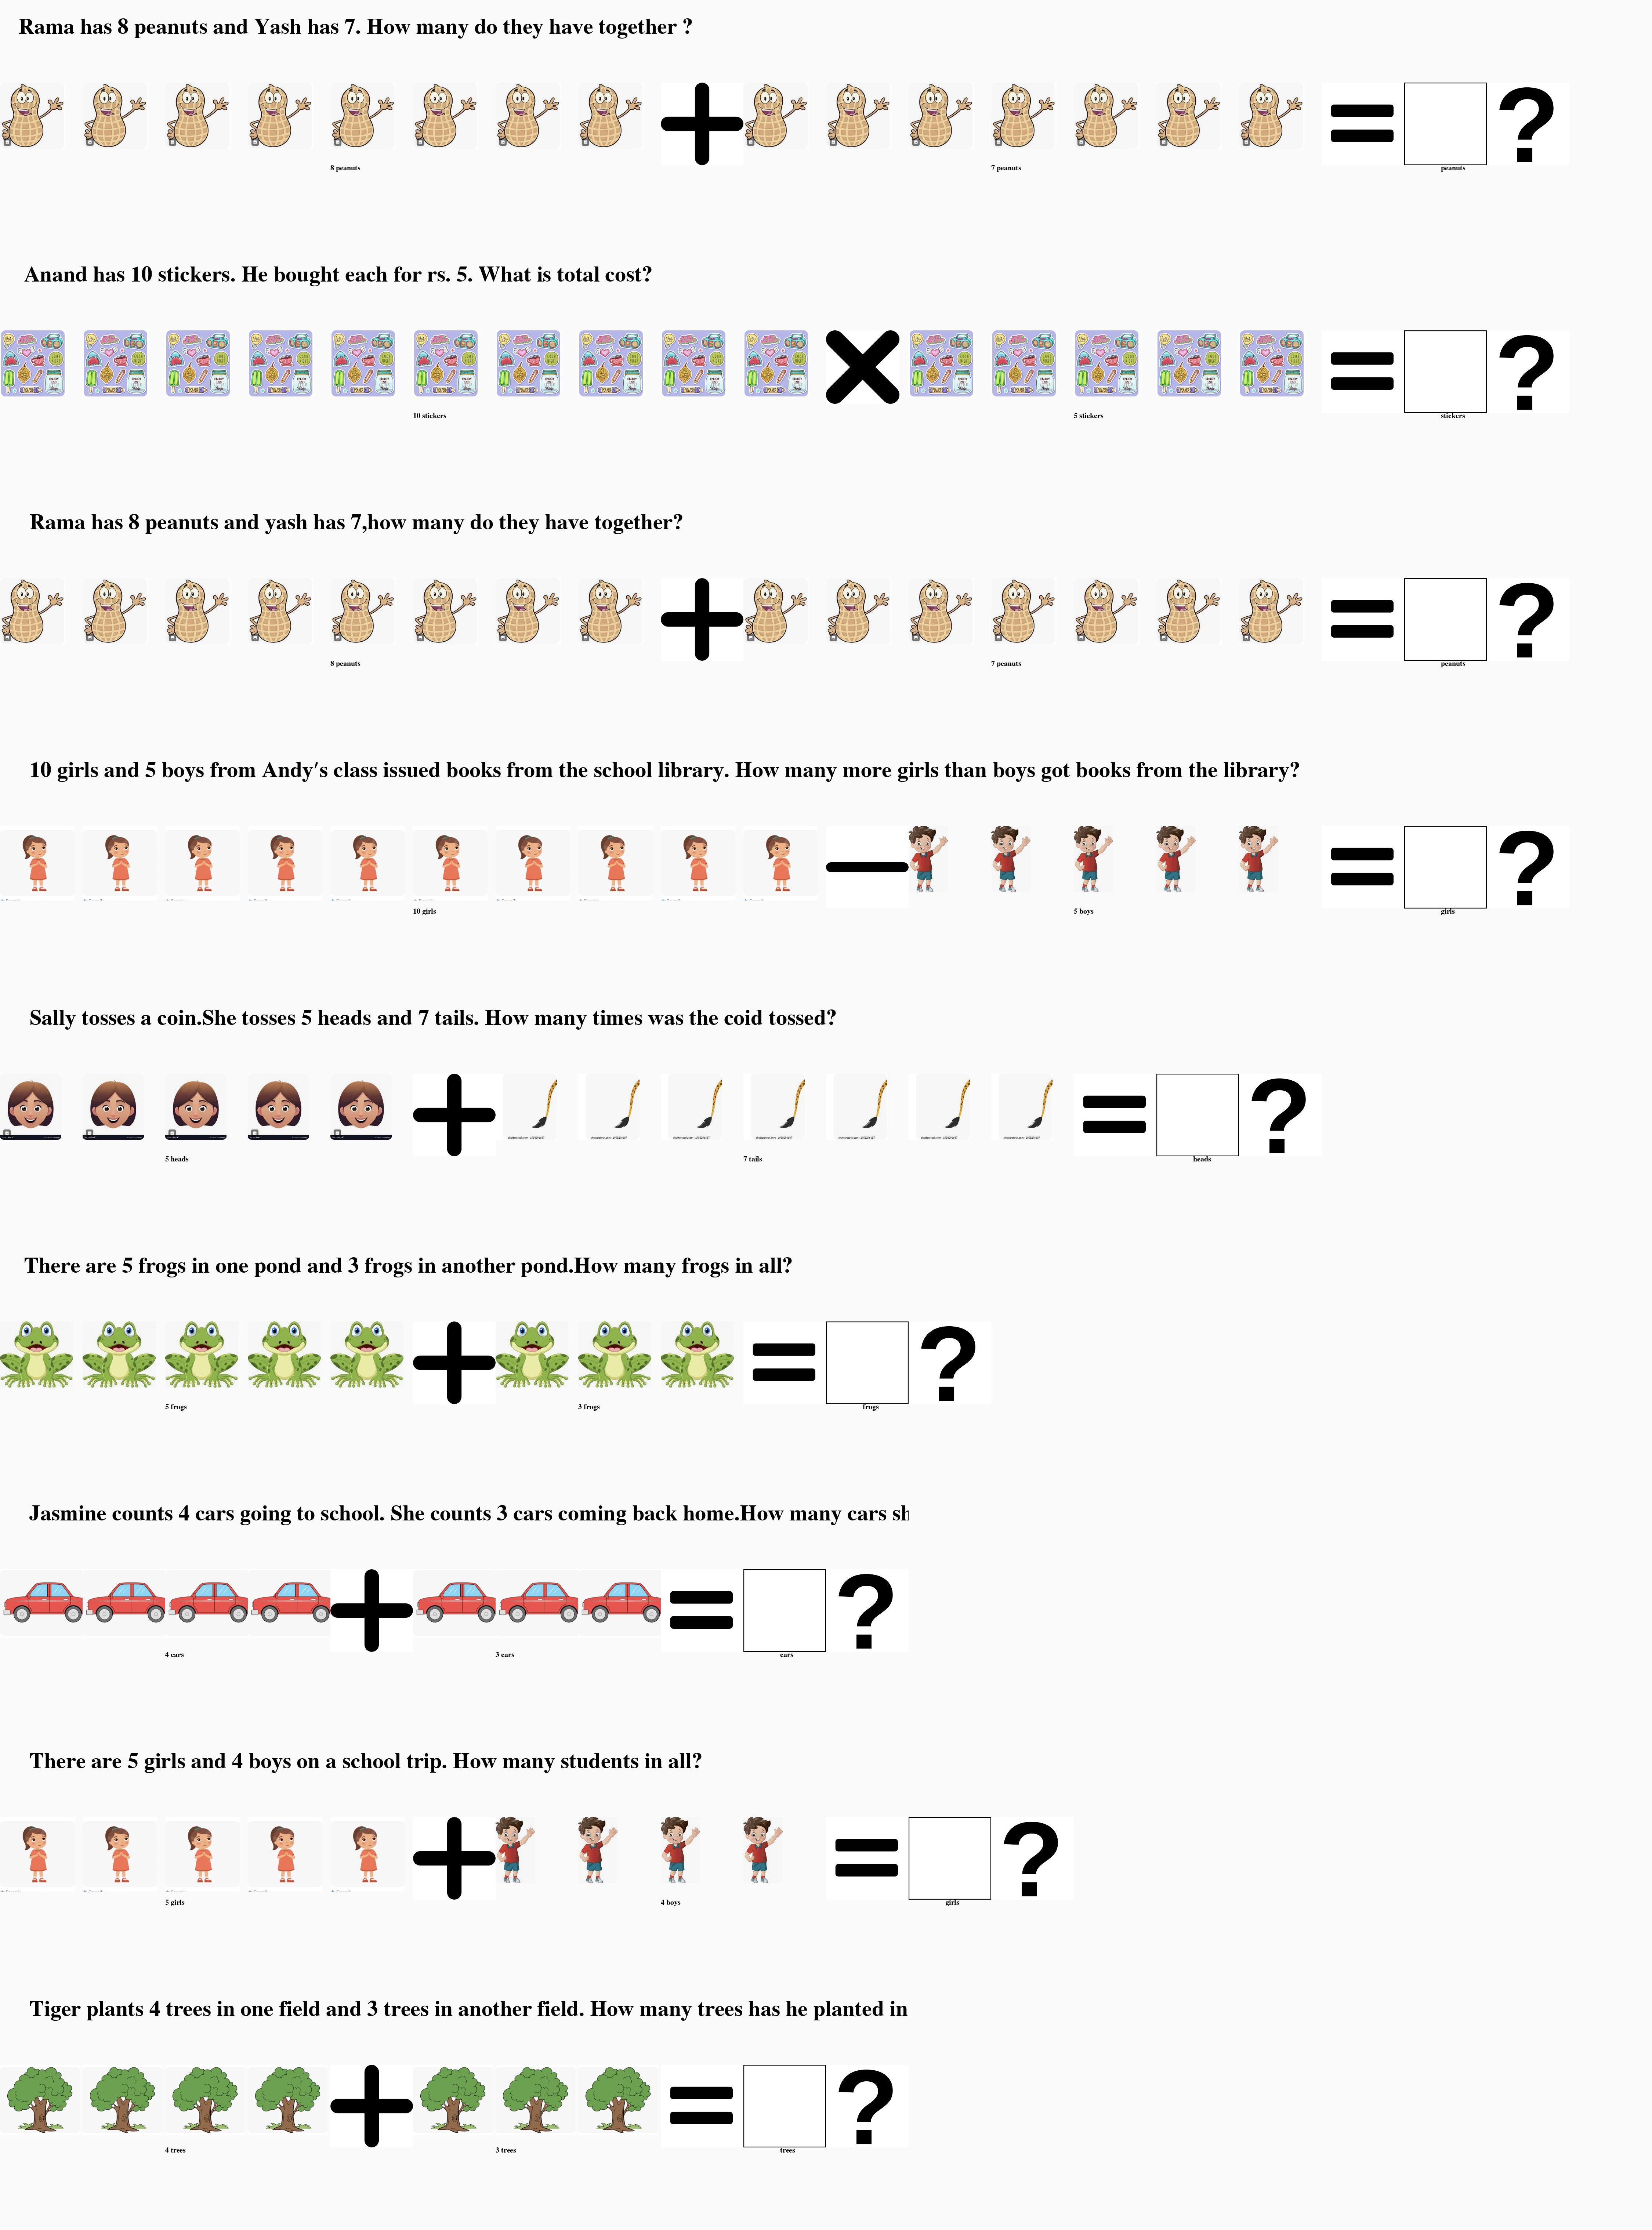 Rama has 8 peanuts and Yash has 7. How many do they have together ?
8 peanuts
7 peanuts
peanuts
Anand has 10 stickers. He bought each for rs. 5. What is total cost?
10 stickers
5 stickers
stickers
Rama has 8 peanuts and yash has 7,how many do they have together?
8 peanuts
7 peanuts
peanuts
10 girls and 5 boys from Andy's class issued books from the school library. How many more girls than boys got books from the library?
10 girls
5 boys
girls
Sally tosses a coin.She tosses 5 heads and 7 tails. How many times was the coid tossed?
5 heads
7 tails
heads
There are 5 frogs in one pond and 3 frogs in another pond.How many frogs in all?
5 frogs
3 frogs
frogs
Jasmine counts 4 cars going to school. She counts 3 cars coming back home.How many cars sh
4 cars
3 cars
cars
There are 5 girls and 4 boys on a school trip. How many students in all?
5 girls
4 boys
girls
Tiger plants 4 trees in one field and 3 trees in another field. How many trees has he planted in
4 trees
3 trees
trees